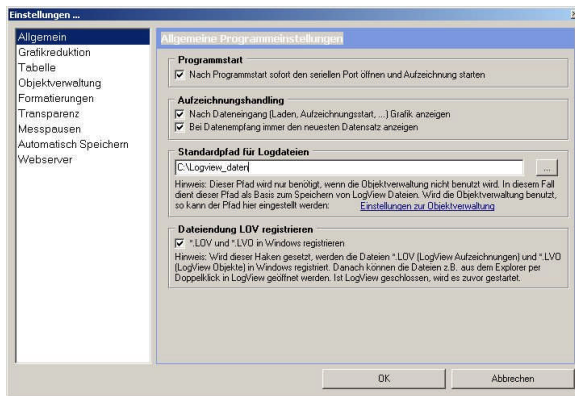 Einstellungen ...
Allgemein
Grafikreduktion
Tabelle
Objektverwaltung
Formatierungen
Transparenz
Messpausen
Automatisch Speichern
Webserver
Allgemeine Programmeinstellungen
Programmstart
Nach Programmstart sofort den seriellen Port öffnen und Aufzeichnung starten
Aufzeichnungshandling
Nach Dateneingang (Laden, Aufzeichnungsstart, ...) Grafik anzeigen
Bei Datenempfang immer den neuesten Datensatz anzeigen
Standardpfad für Logdateien
C:\Logview_daten
...
Hinweis: Dieser Pfad wird nur benötigt, wenn die Objektverwaltung nicht benutzt wird. In diesem Fall
dient dieser Pfad als Basis zum Speichern von LogView Dateien. Wird die Objektverwaltung benutzt,
so kann der Pfad hier eingestellt werden: Einstellungen zur Objektverwaltung
Dateiendung LOV registrieren
*.LOV und *.LVO in Windows registrieren
Hinweis: Wird dieser Haken gesetzt, werden die Dateien *.LOV (LogView Aufzeichnungen) und *.LVO
(LogView Objekte) in Windows registriert. Danach können die Dateien z.B. aus dem Explorer per
Doppelklick in LogView geöffnet werden. Ist LogView geschlossen, wird es zuvor gestartet.
OK
Abbrechen